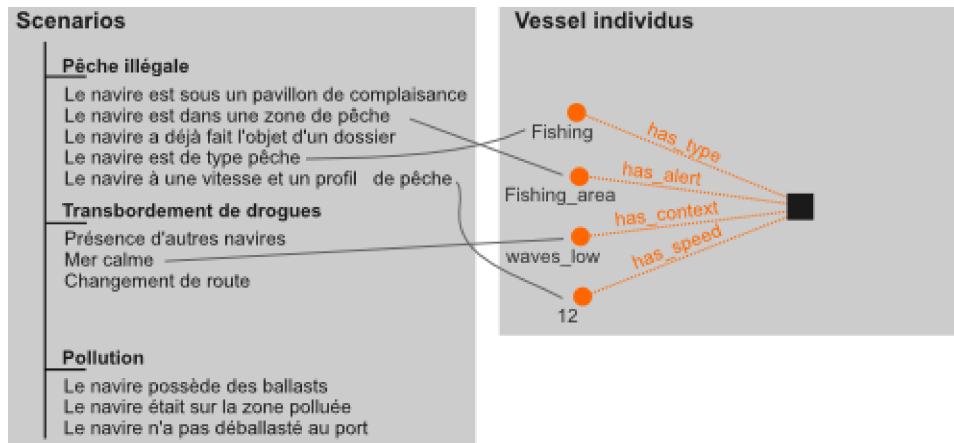 Scenarios
Pêche illégale
Le navire est sous un pavillon de complaisance
Le navire est dans une zone de pêche
Le navire a déjà fait l'objet d'un dossier
Le navire est de type pêche
Le navire à une vitesse et un profil de pêche
Transbordement de drogues
Présence d'autres navires
Mer calme
Changement de route
Pollution
Le navire possède des ballasts
Le navire était sur la zone polluée
Le navire n'a pas déballasté au port
Vessel individus
Fishing
has_type
Fishing_area
has_alert
waves_low
has_context
12
has_speed